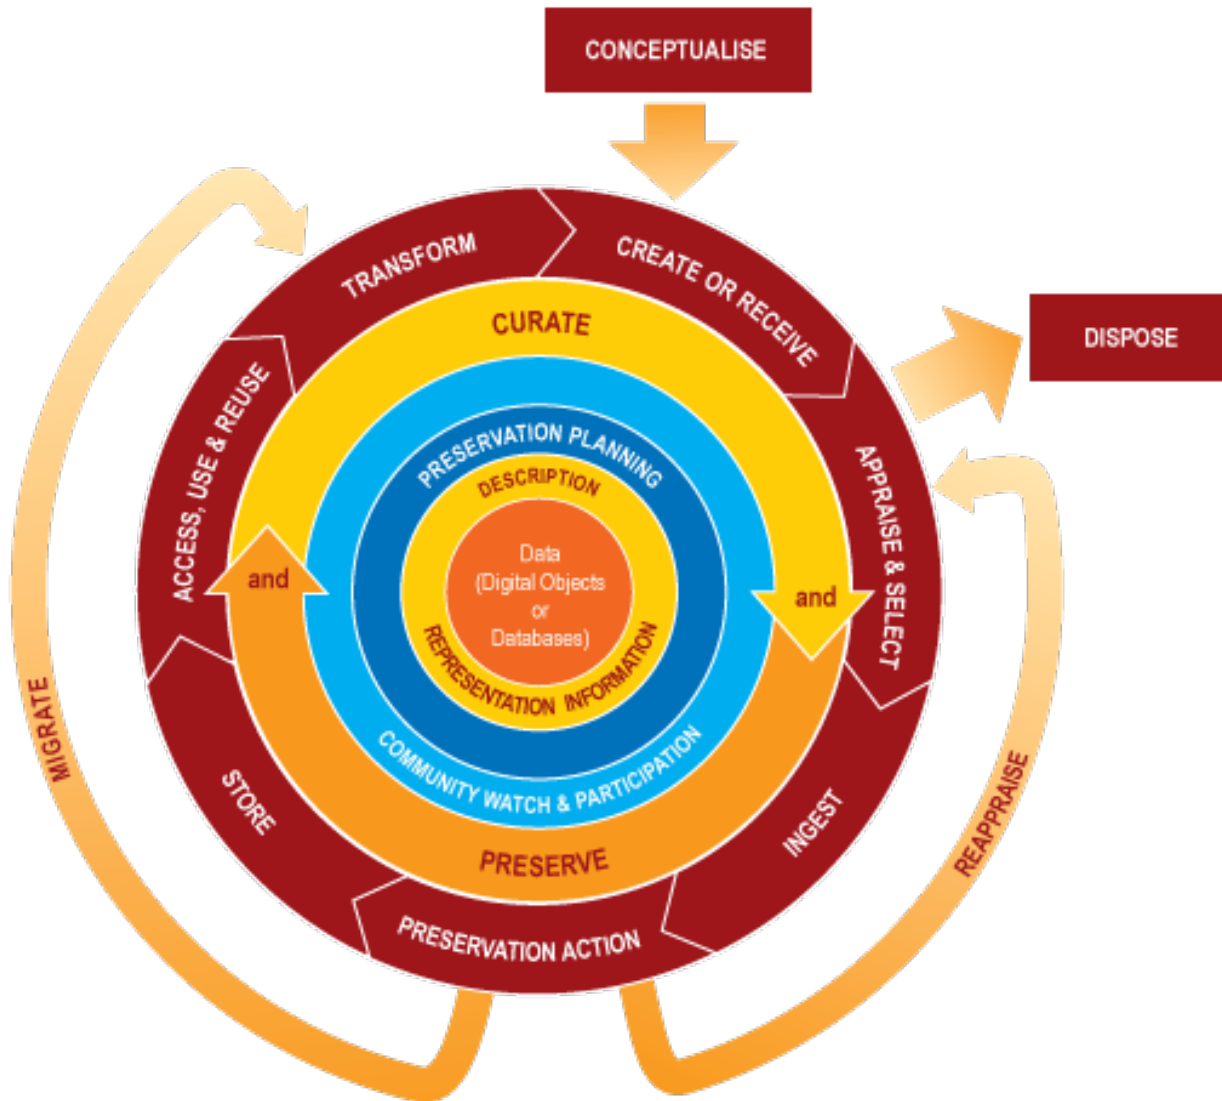 CONCEPTUALISE
TRANSFORM
CREATE OR RECEIVE
CURATE
DISPOSE
ACCESS, USE & REUSE
PRESERVATION PLANNING
DESCRIPTION
APPRAISE & SELECT
Data
(Digital Objects
or
Databases)
and
and
REPRESENTATION INFORMATION
MIGRATE
COMMUNITY WATCH & PARTICIPATION
STORE
INGEST
REAPPRAISE
PRESERVE
PRESERVATION ACTION